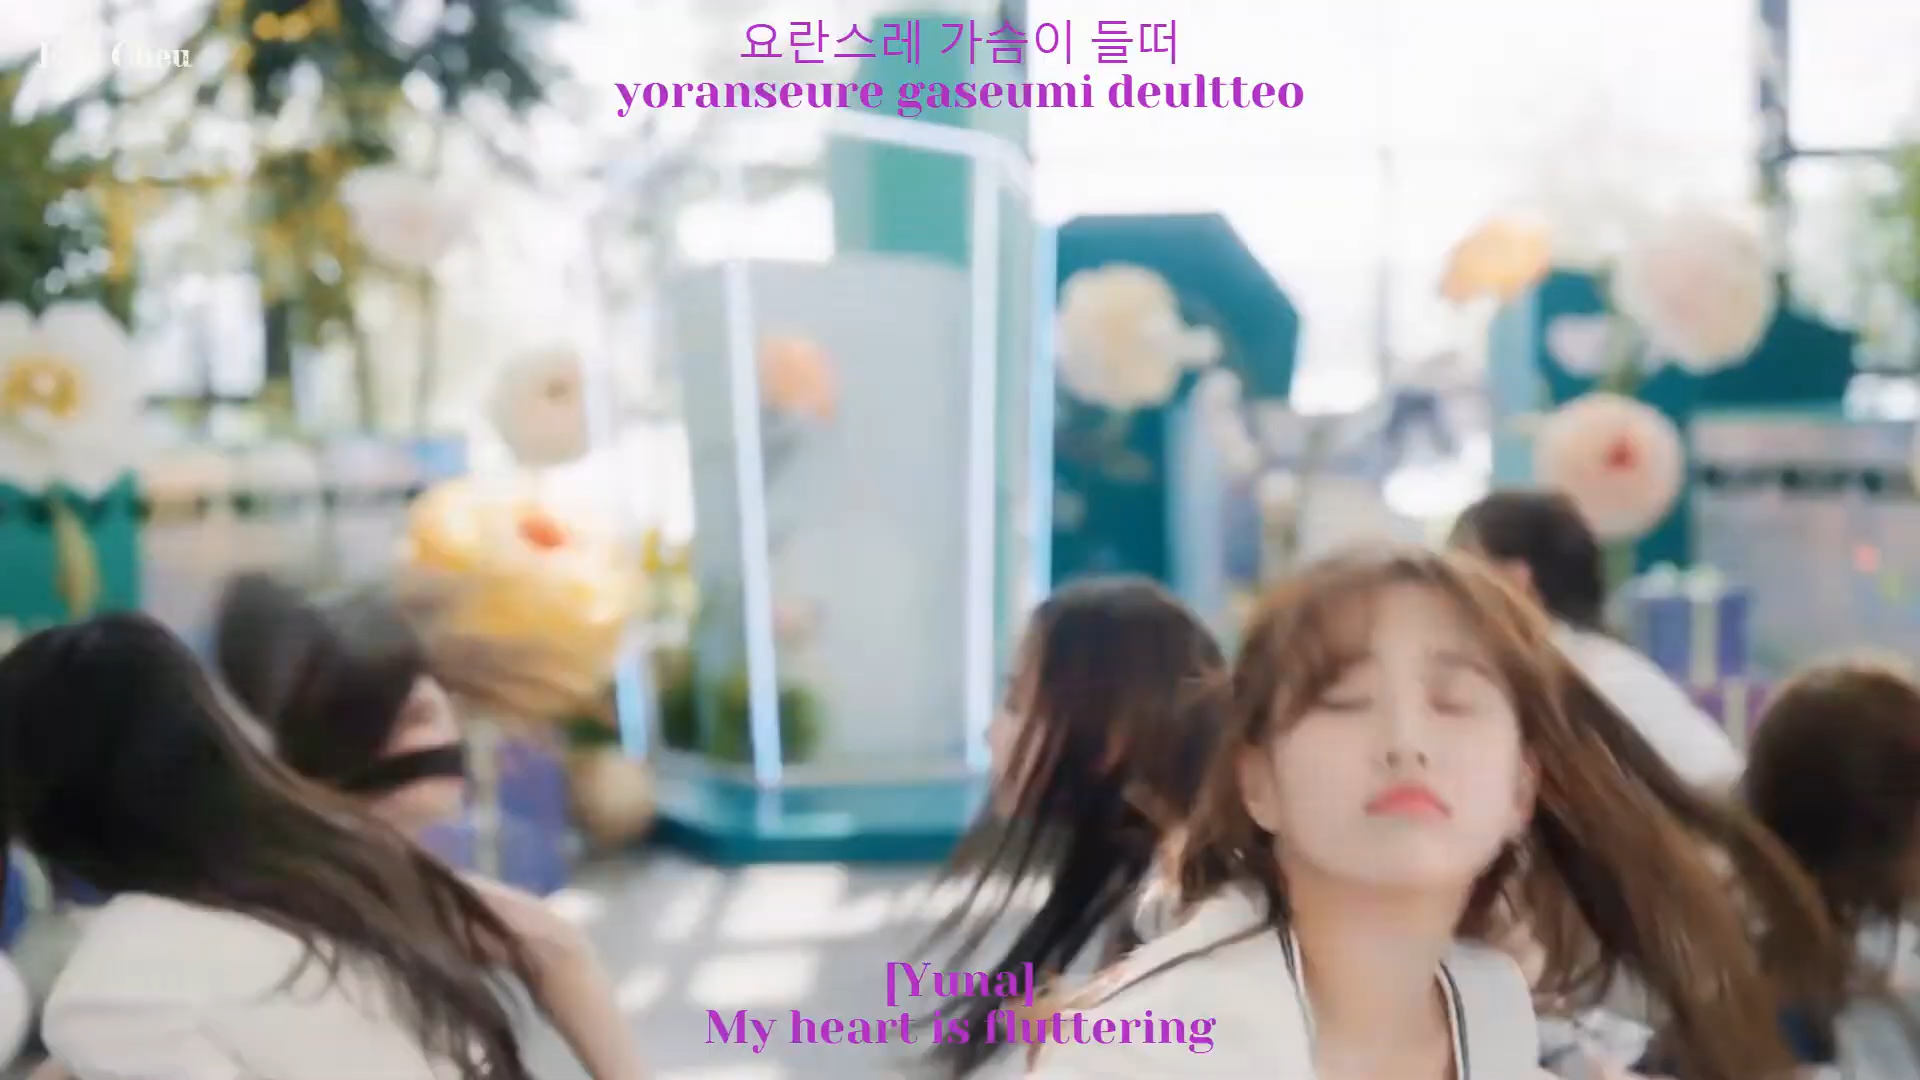 요란스레 가슴이 들떠
yoranseure gaseumi deultteo
[Yuna]
My heart is fluttering